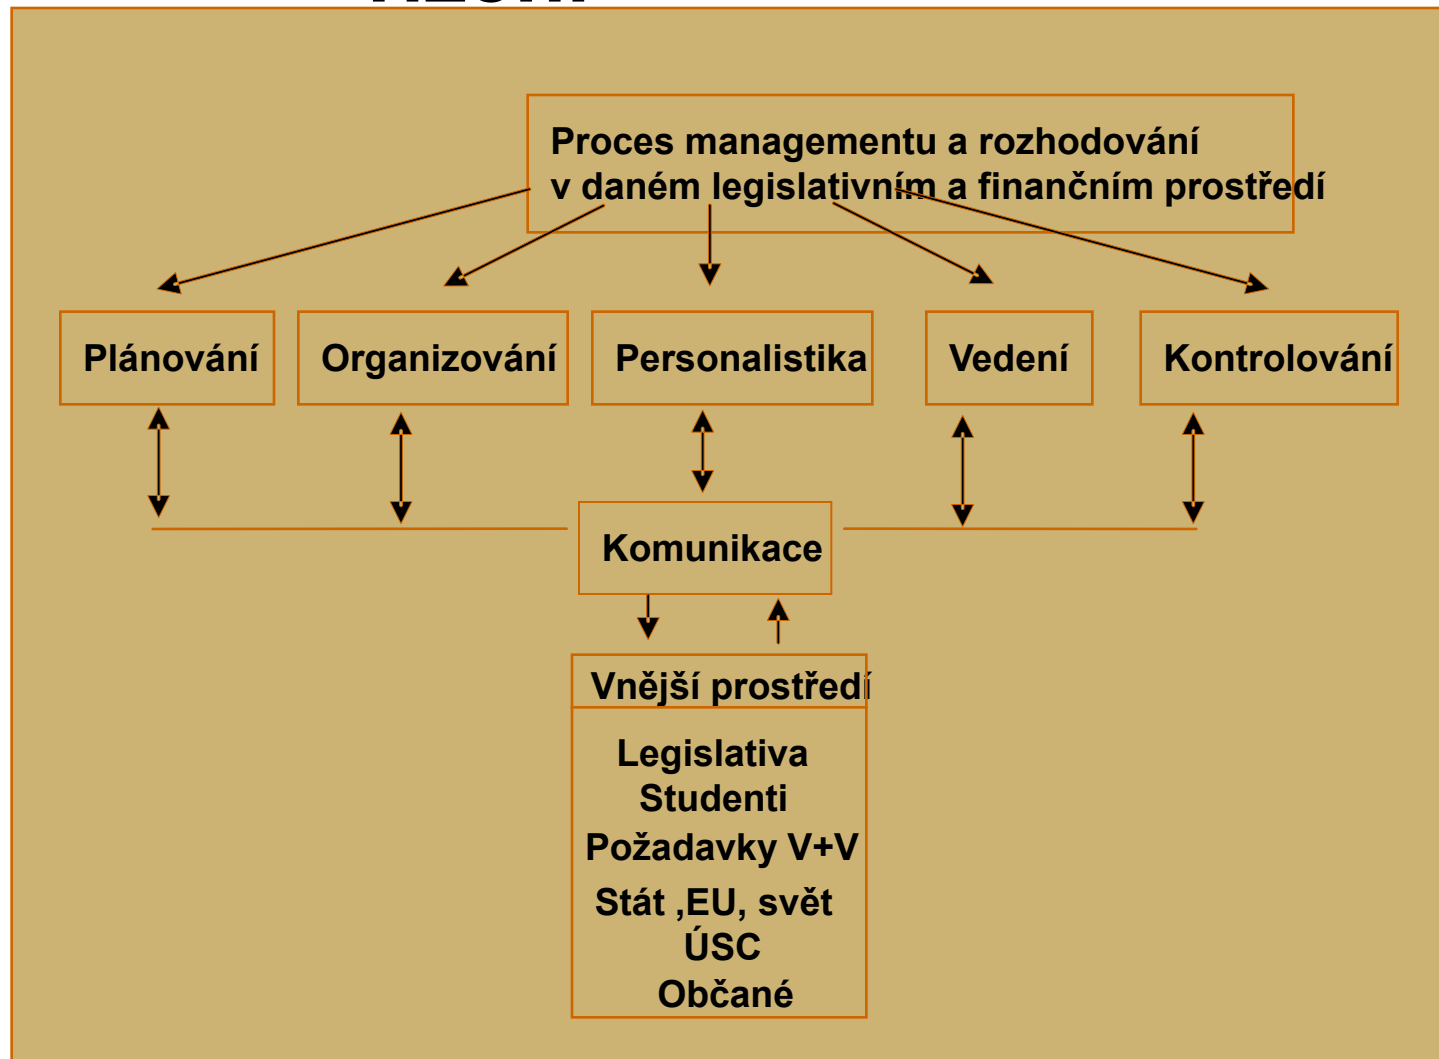 Proces managementu a rozhodování
v daném legislativním a finančním prostředí
Plánování
Organizování
Personalistika
Vedení
Kontrolování
Komunikace
Vnější prostředí
Legislativa
Studenti
Požadavky V+V
Stát ,EU, svět
ÚSC
Občané